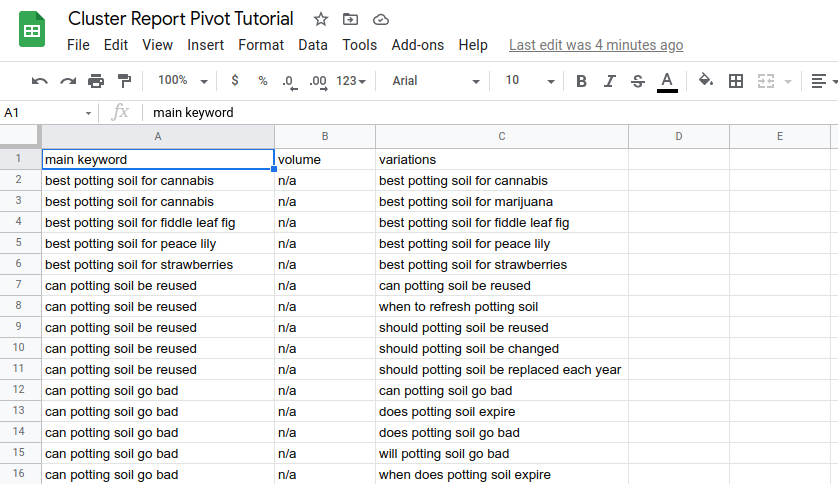 Cluster Report Pivot Tutorial
File Edit View Insert Format Data Tools Add-ons Help Last edit was 4 minutes ago
100% $ % .0 .00 123 Arial 10 B I S A
A1 fx main keyword
A B C D E
1 main keyword volume variations
2 best potting soil for cannabis n/a best potting soil for cannabis
3 best potting soil for cannabis n/a best potting soil for marijuana
4 best potting soil for fiddle leaf fig n/a best potting soil for fiddle leaf fig
5 best potting soil for peace lily n/a best potting soil for peace lily
6 best potting soil for strawberries n/a best potting soil for strawberries
7 can potting soil be reused n/a can potting soil be reused
8 can potting soil be reused n/a when to refresh potting soil
9 can potting soil be reused n/a should potting soil be reused
10 can potting soil be reused n/a should potting soil be changed
11 can potting soil be reused n/a should potting soil be replaced each year
12 can potting soil go bad n/a can potting soil go bad
13 can potting soil go bad n/a does potting soil expire
14 can potting soil go bad n/a does potting soil go bad
15 can potting soil go bad n/a will potting soil go bad
16 can potting soil go bad n/a when does potting soil expire